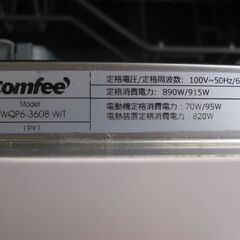 comfee
Model
WQP6-3608 W/T
(PX)
定格電圧/定格周波数: 100V~50Hz/6
定格消費電力: 890W/915W
電動機定格消費電力: 70W/95W
電熱装置定格消費電力: 820W